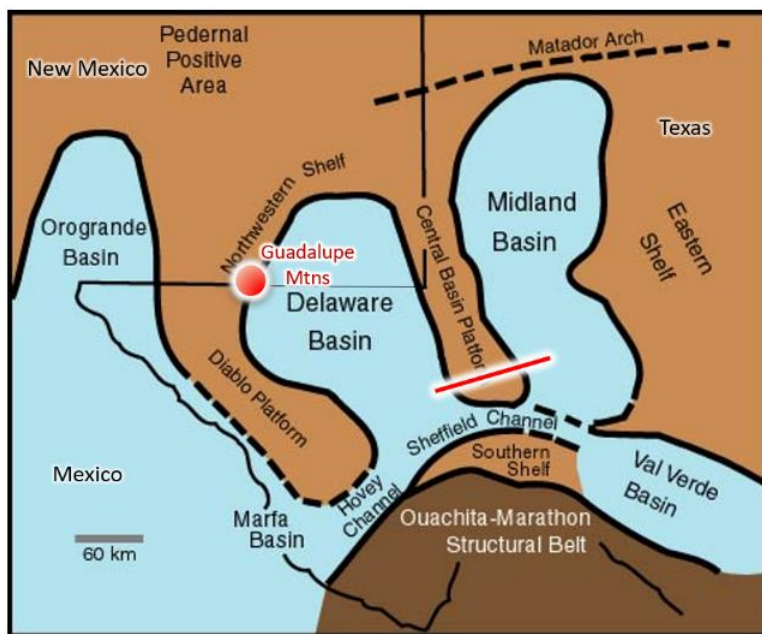 Pedernal
Positive
Area
New Mexico
Matador Arch
Texas
Northwestern Shelf
Orogrande
Basin
Guadalupe
Mtns
Delaware
Basin
Central Basin Platfor
Midland
Basin
Eastern
Shelf
Diablo Platform
Sheffield Channel
Southern
Shelf
Mexico
Hovey
Channel
Val Verde
Basin
Marfa
Basin
Ouachita-Marathon
Structural Belt
60 km